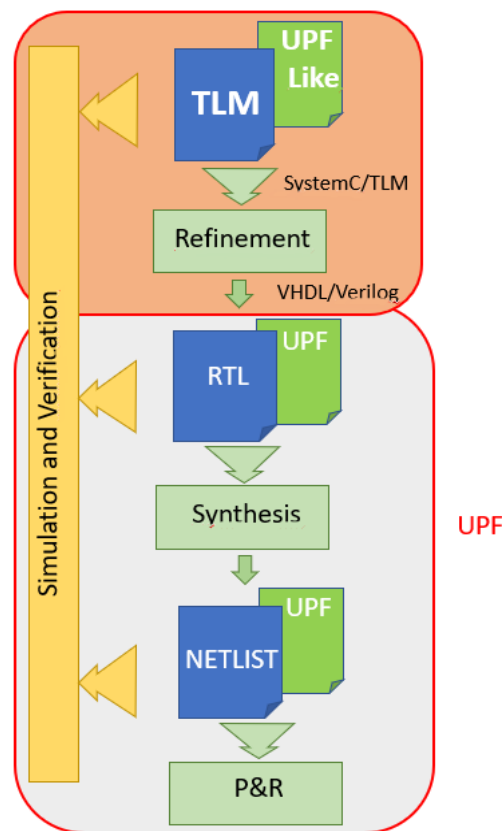 UPF
Like
TLM
SystemC/TLM
Refinement
VHDL/Verilog
Simulation and Verification
UPF
RTL
Synthesis
UPF
UPF
NETLIST
P&R